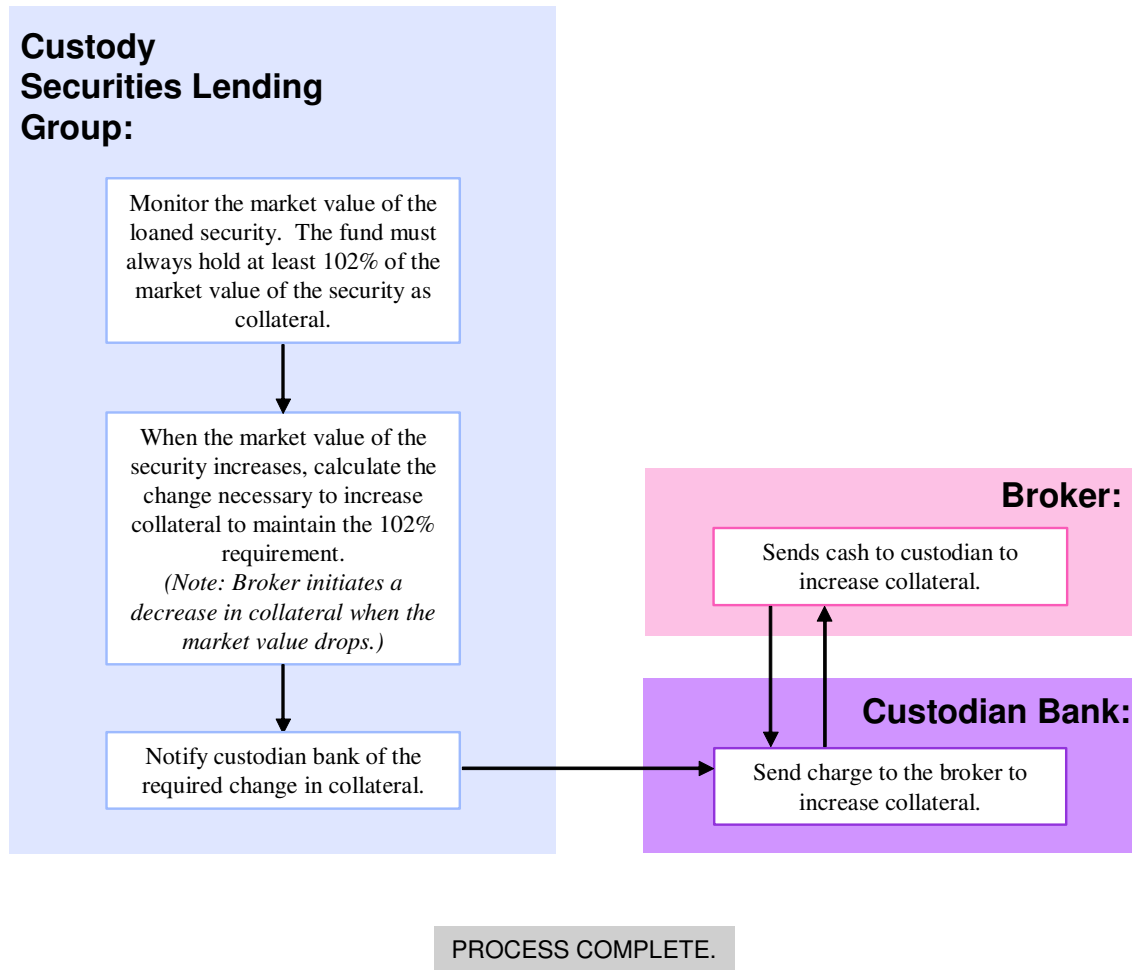 Custody
Securities Lending
Group:
Monitor the market value of the
loaned security.  The fund must
always hold at least 102% of the
market value of the security as
collateral.
When the market value of the
security increases, calculate the
change necessary to increase
collateral to maintain the 102%
requirement.
(Note: Broker initiates a
decrease in collateral when the
market value drops.)
Notify custodian bank of the
required change in collateral.
Broker:
Sends cash to custodian to
increase collateral.
Custodian Bank:
Send charge to the broker to
increase collateral.
PROCESS COMPLETE.